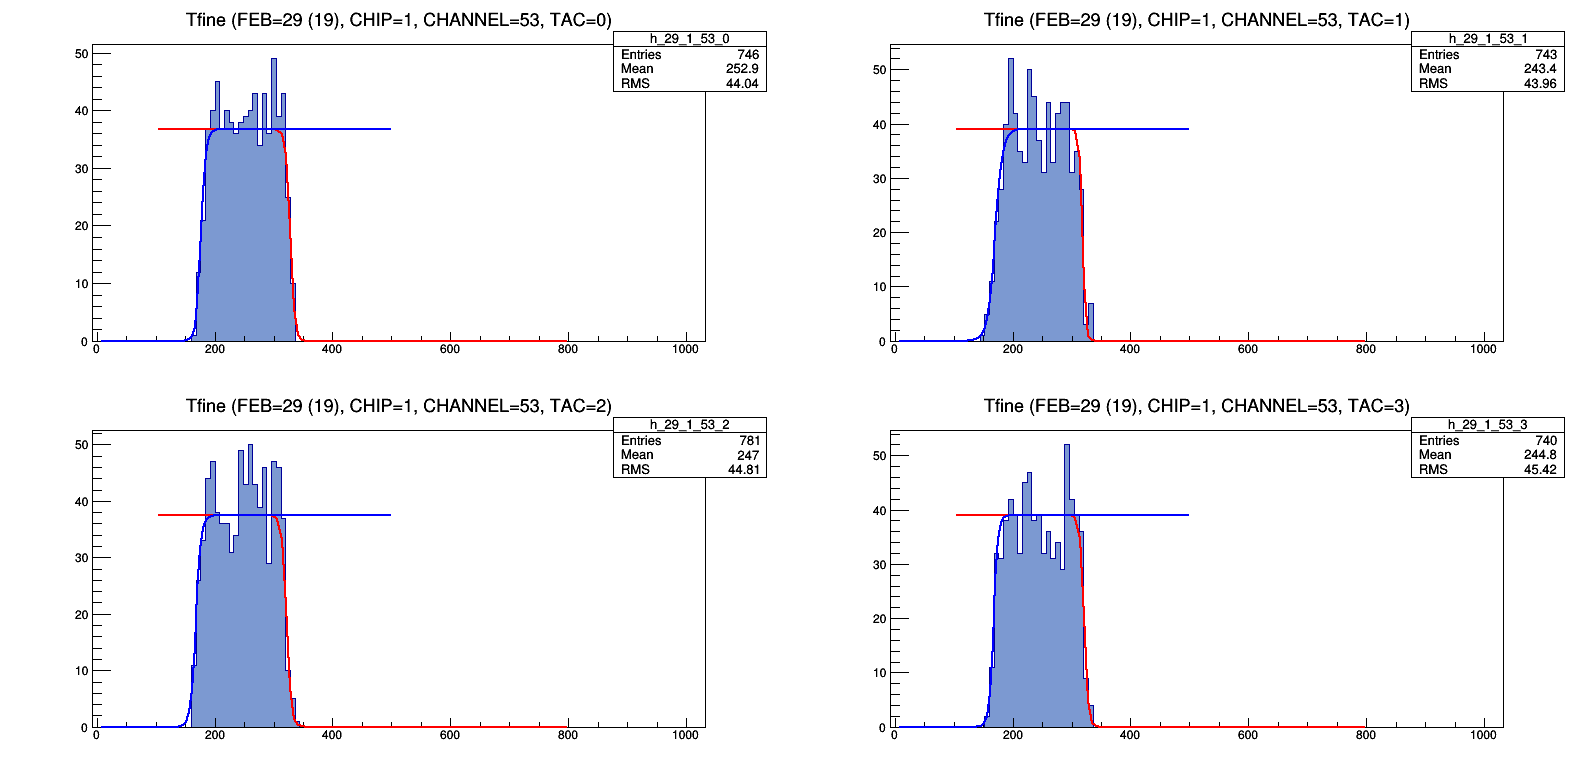 Tfine (FEB=29 (19), CHIP=1, CHANNEL=53, TAC=0)
h_29_1_53_0
Entries 746
Mean 252.9
RMS 44.04
50
40
30
20
10
0
0 200 400 600 800 1000
Tfine (FEB=29 (19), CHIP=1, CHANNEL=53, TAC=1)
h_29_1_53_1
Entries 743
Mean 243.4
RMS 43.96
50
40
30
20
10
0
0 200 400 600 800 1000
Tfine (FEB=29 (19), CHIP=1, CHANNEL=53, TAC=2)
h_29_1_53_2
Entries 781
Mean 247
RMS 44.81
50
40
30
20
10
0
0 200 400 600 800 1000
Tfine (FEB=29 (19), CHIP=1, CHANNEL=53, TAC=3)
h_29_1_53_3
Entries 740
Mean 244.8
RMS 45.42
50
40
30
20
10
0
0 200 400 600 800 1000